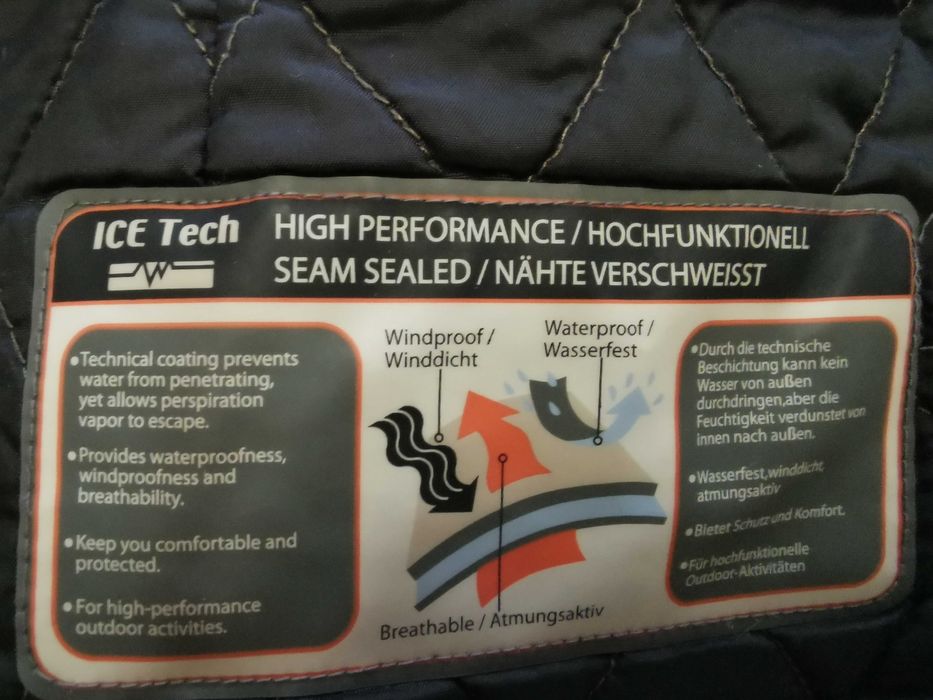 ICE Tech
HIGH PERFORMANCE / HOCHFUNKTIONELL
SEAM SEALED / NÄHTE VERSCHWEISST
•Technical coating prevents
water from penetrating,
yet allows perspiration
vapor to escape.
•Provides waterproofness,
windproofness and
breathability.
•Keep you comfortable and
protected.
•For high-performance
outdoor activities.
Windproof /
Winddicht
Waterproof /
Wasserfest
Breathable / Atmungsaktiv
•Durch die technische
Beschichtung kann kein
Wasser von außen
durchdringen,aber die
Feuchtigkeit verdunstet von
innen nach außen.
•Wasserfest,winddicht,
atmungsaktiv
•Bietet Schutz und Komfort.
•Für hochfunktionelle
Outdoor-Aktivitäten